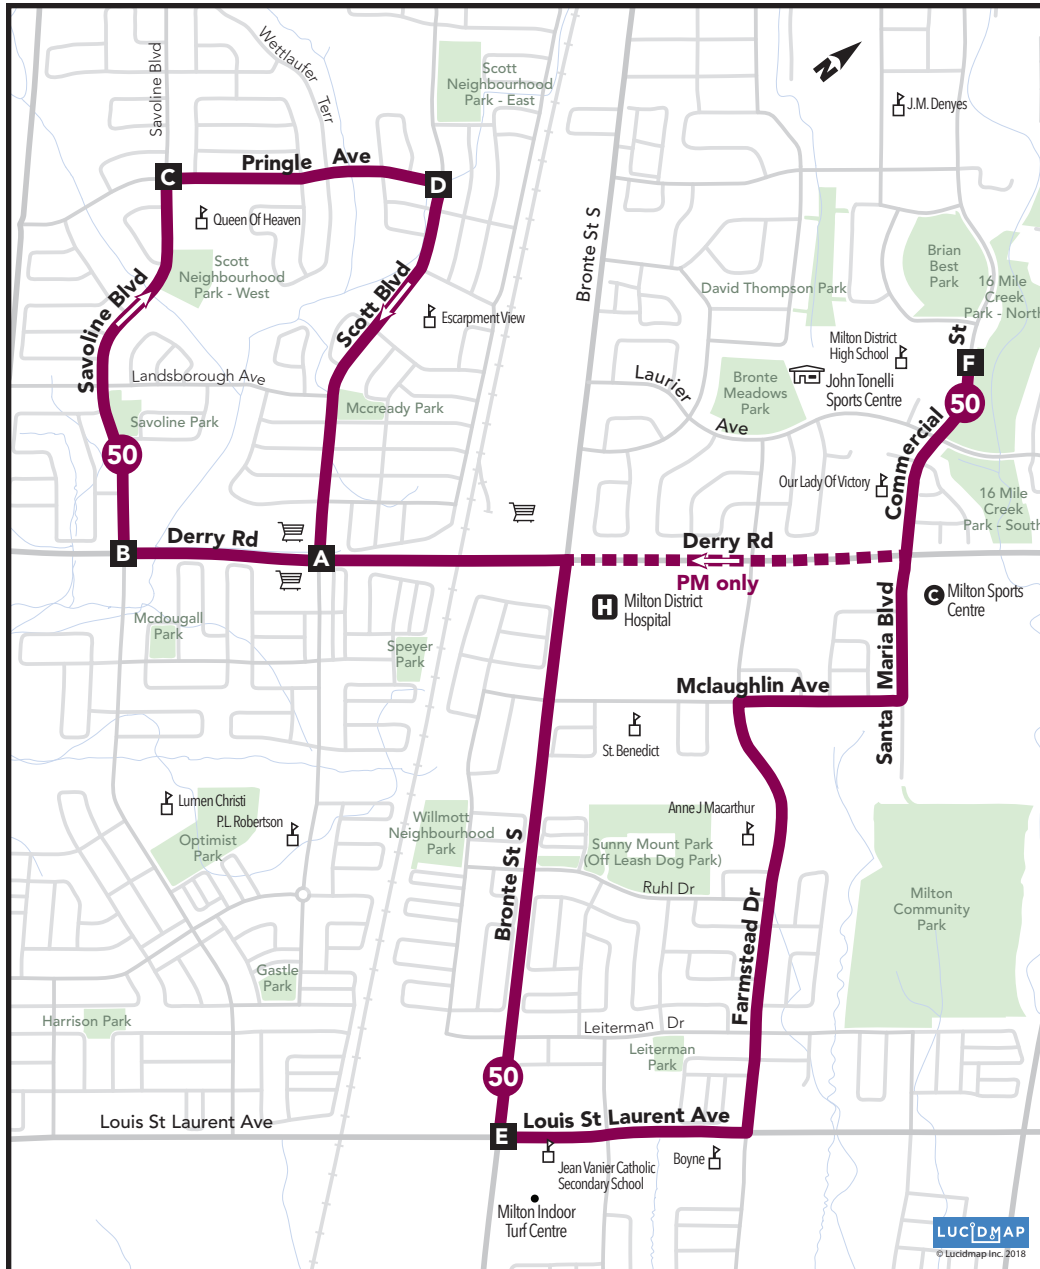 Savoline Blvd
Wettlaufer
Terr
Scott
Neighbourhood
Park - East
N
J.M. Denyes
C
Pringle Ave
D
Queen Of Heaven
Bronte St S
Scott
Neighbourhood
Park - West
Savoline Blvd
Scott Blvd
Escarpment View
David Thompson Park
Brian
Best
Park
16 Mile
Creek
Park - North
Milton District
High School
St
F
Landsborough Ave
Laurier
Ave
Bronte
Meadows
Park
John Tonelli
Sports Centre
50
Mccready Park
Savoline Park
Commercial
50
Our Lady Of Victory
16 Mile
Creek
Park - South
B
Derry Rd
A
Derry Rd
PM only
H
Milton District
Hospital
C
Milton Sports
Centre
Mcdougall
Park
Speyer
Park
Santa Maria Blvd
Mclaughlin Ave
St. Benedict
Lumen Christi
P.L. Robertson
Optimist
Park
Willmott
Neighbourhood
Park
Anne J Macarthur
Sunny Mount Park
(Off Leash Dog Park)
Ruhl Dr
Bronte St S
Farmstead Dr
Milton
Community
Park
Gastle
Park
Harrison Park
Leiterman Dr
Leiterman
Park
50
Louis St Laurent Ave
E
Louis St Laurent Ave
Jean Vanier Catholic
Secondary School
Boyne
Milton Indoor
Turf Centre
LUCIDMAP
© Lucidmap Inc. 2018